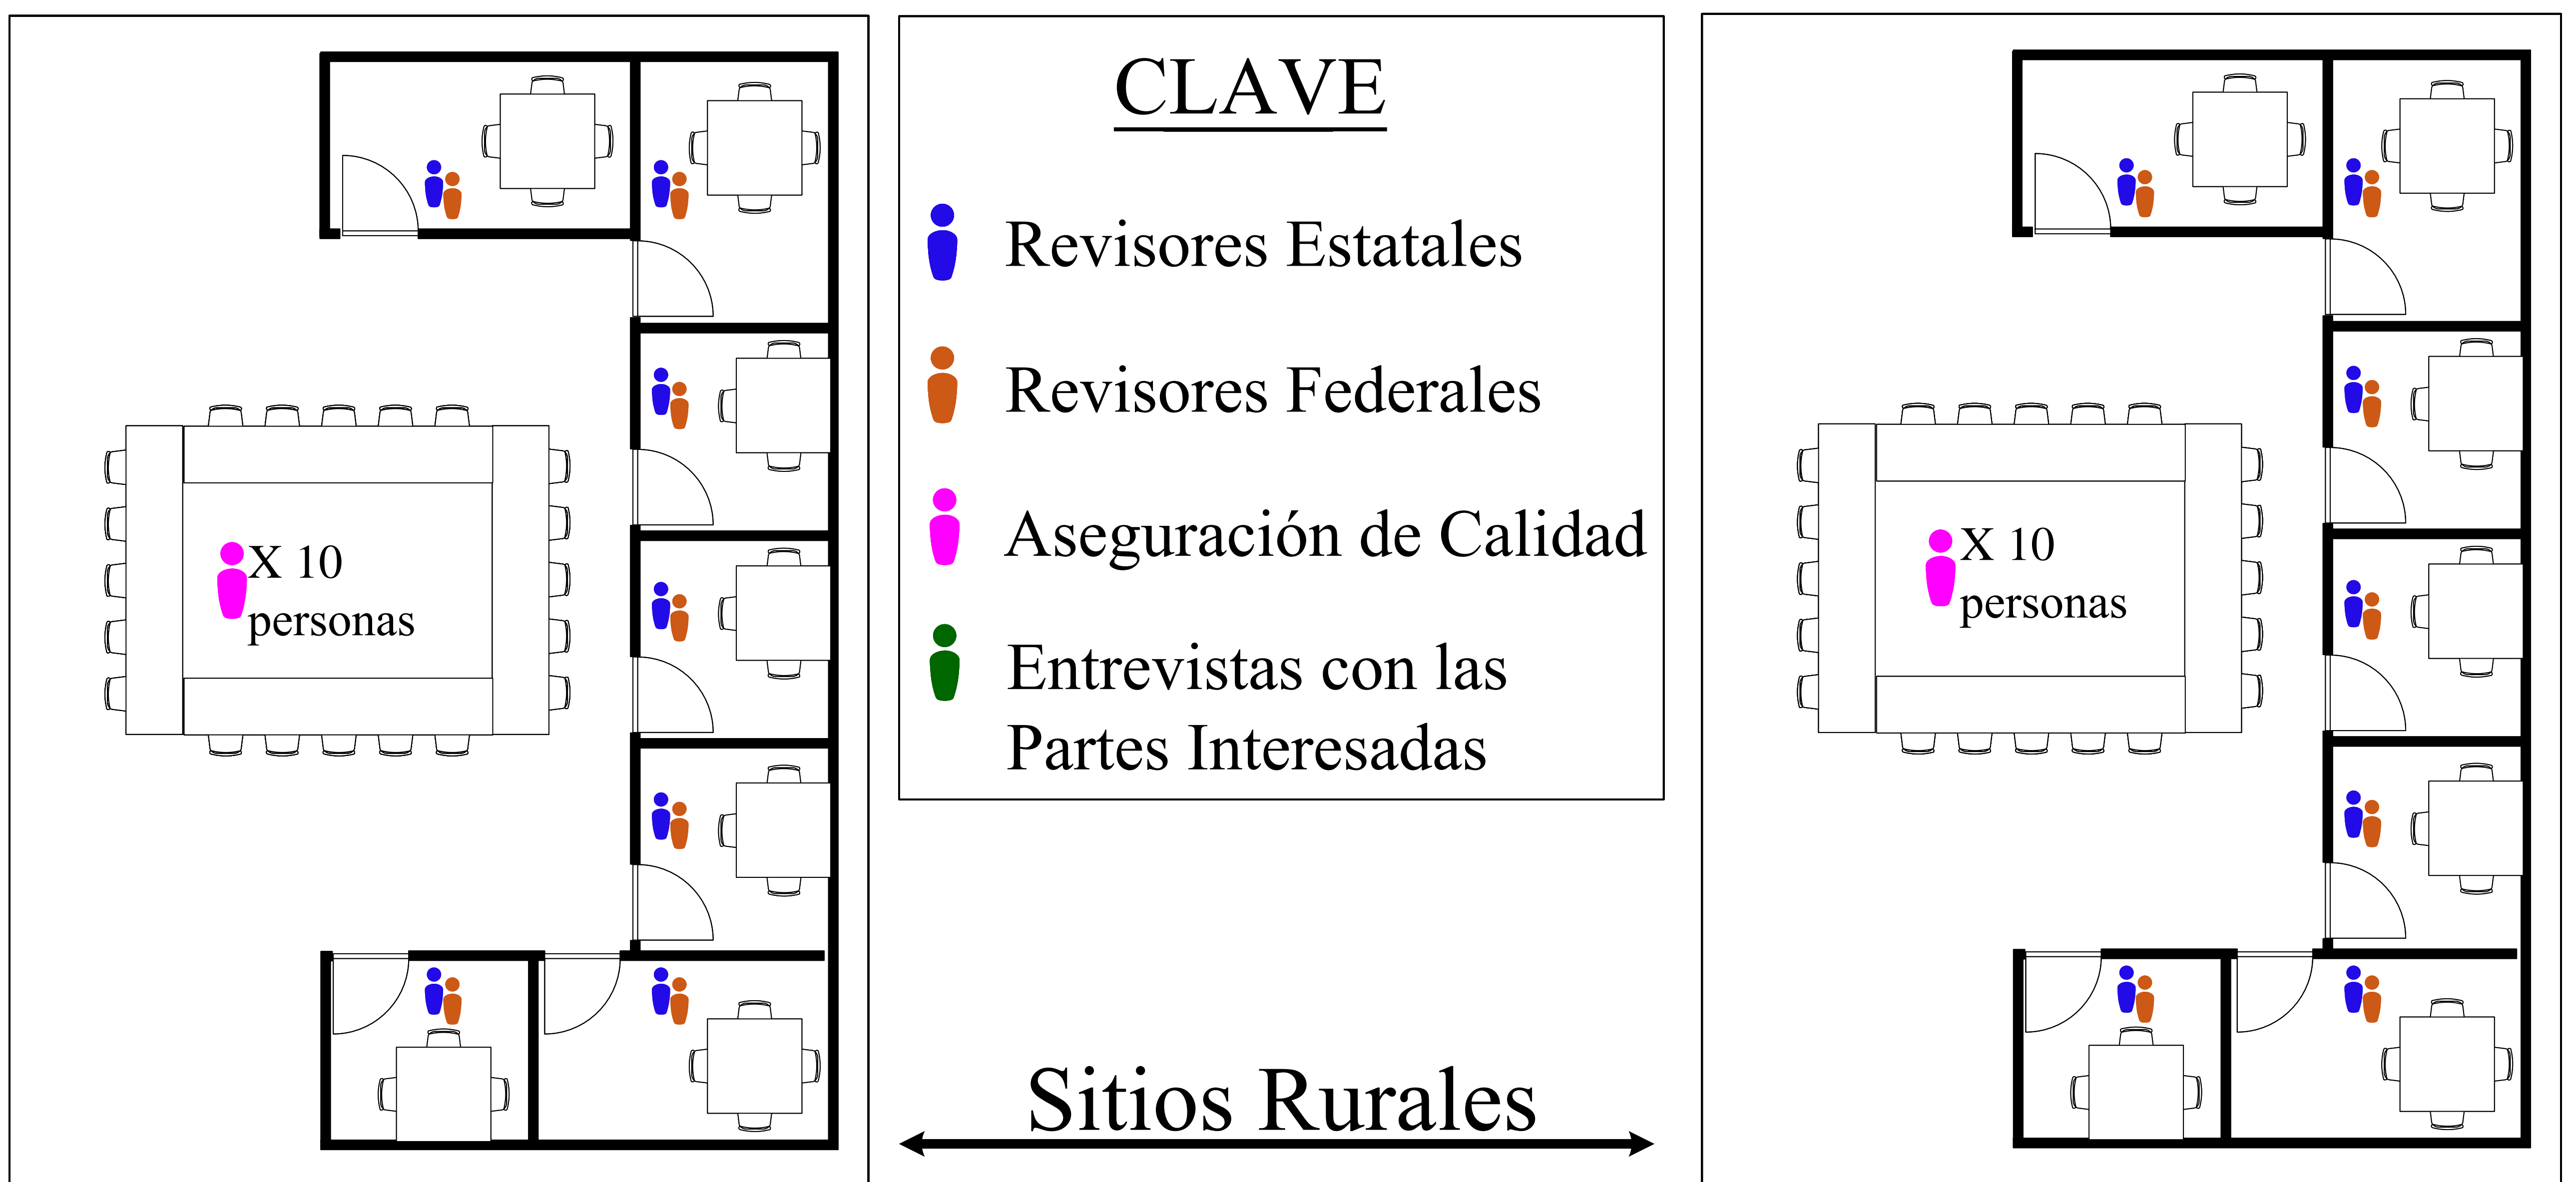 X 10
personas
CLAVE
Revisores Estatales
Revisores Federales
Aseguración de Calidad
Entrevistas con las
Partes Interesadas
Sitios Rurales
X 10
personas